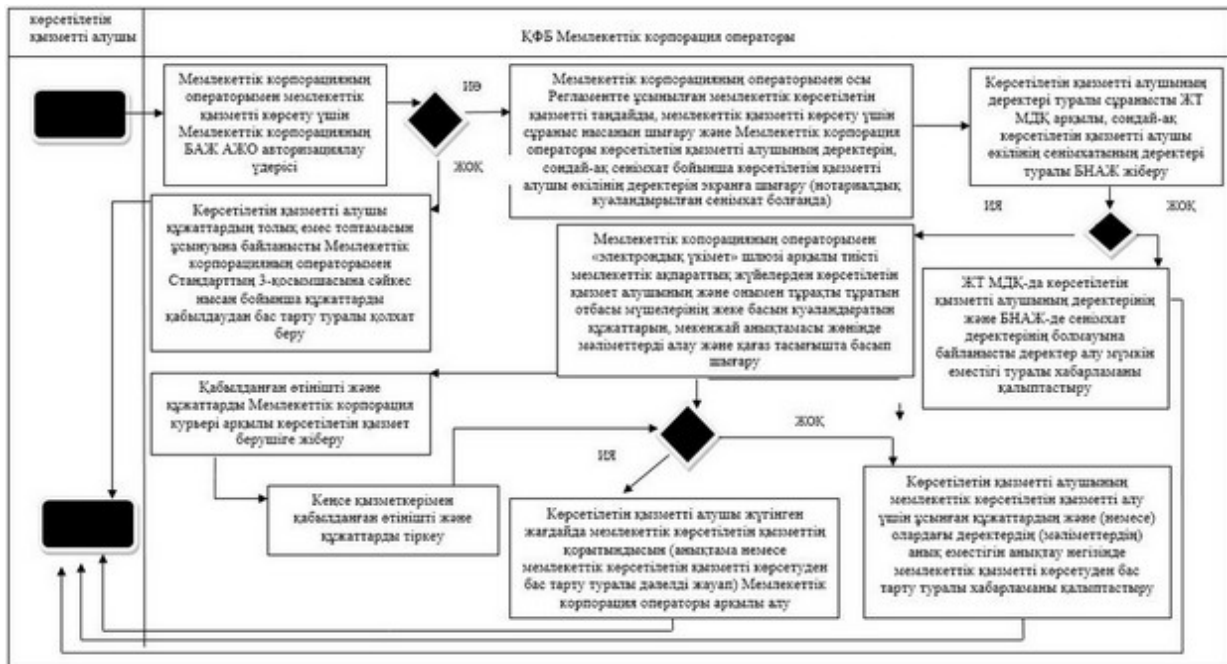 көрсетілетін
қызметті алушы
ҚФБ Мемлекеттік корпорация операторы
Мемлекеттік корпорацияның
операторымен мемлекеттік
қызметті көрсету үшін
Мемлекеттік корпорацияның
БАЖ АЖО авторизациялау
үдерісі
ИӘ
ЖОҚ
Мемлекеттік корпорацияның операторымен осы
Регламентте ұсынылған мемлекеттік көрсетілетін
қызметті таңдайды, мемлекеттік қызметті көрсету үшін
сұраныс нысанын шығару және Мемлекеттік корпорация
операторы көрсетілетін қызметті алушының деректерін,
сондай-ақ сенімхат бойынша көрсетілетін қызметті
алушы өкілінің деректерін экранға шығару (нотариалдық
куәландырылған сенімхат болғанда)
Көрсетілетін қызметті алушының
деректері туралы сұранысты ЖТ
МДҚ арқылы, сондай-ақ
көрсетілетін қызметті алушы
өкілінің сенімхатының деректері
туралы БНАЖ жіберу
ИЯ
ЖОҚ
Көрсетілетін қызметті алушы
құжаттардың толық емес топтамасын
ұсынуына байланысты Мемлекеттік
корпорацияның операторымен
Стандарттың 3-қосымшасына сәйкес
нысан бойынша құжаттарды
қабылдаудан бас тарту туралы қолхат
беру
Мемлекеттік копорацияның операторымен
«электрондық үкімет» шлюзі арқылы тиісті
мемлекеттік ақпараттық жүйелерден көрсетілетін
қызмет алушының және онымен тұрақты тұратын
отбасы мүшелерінің жеке басын куәландыратын
құжаттарын, мекенжай анықтамасы жөнінде
мәліметтерді алау және қағаз тасығышта басып
шығару
ЖТ МДҚ-да көрсетілетін
қызметті алушының деректерінің
және БНАЖ-де сенімхат
деректерінің болмауына
байланысты деректер алу мүмкін
еместігі туралы хабарламаны
қалыптастыру
Қабылданған өтінішті және
құжаттарды Мемлекеттік корпорация
курьері арқылы көрсетілетін қызмет
берушіге жіберу
ИЯ
ЖОҚ
Кеңсе қызметкерімен
қабылданған өтінішті және
құжаттарды тіркеу
Көрсетілетін қызметті алушы жүгінген
жағдайда мемлекеттік көрсетілетін қызметтің
қорытындысын (анықтама немесе
мемлекеттік көрсетілетін қызметті көрсетуден
бас тарту туралы дәлелді жауап) Мемлекеттік
корпорация операторы арқылы алу
Көрсетілетін қызметті алушының
мемлекеттік көрсетілетін қызметті алу
үшін ұсынған құжаттардың және (немесе)
олардағы деректердің (мәліметтердің)
анық еместігін анықтау негізінде
мемлекеттік қызметті көрсетуден бас
тарту туралы хабарламаны қалыптастыру